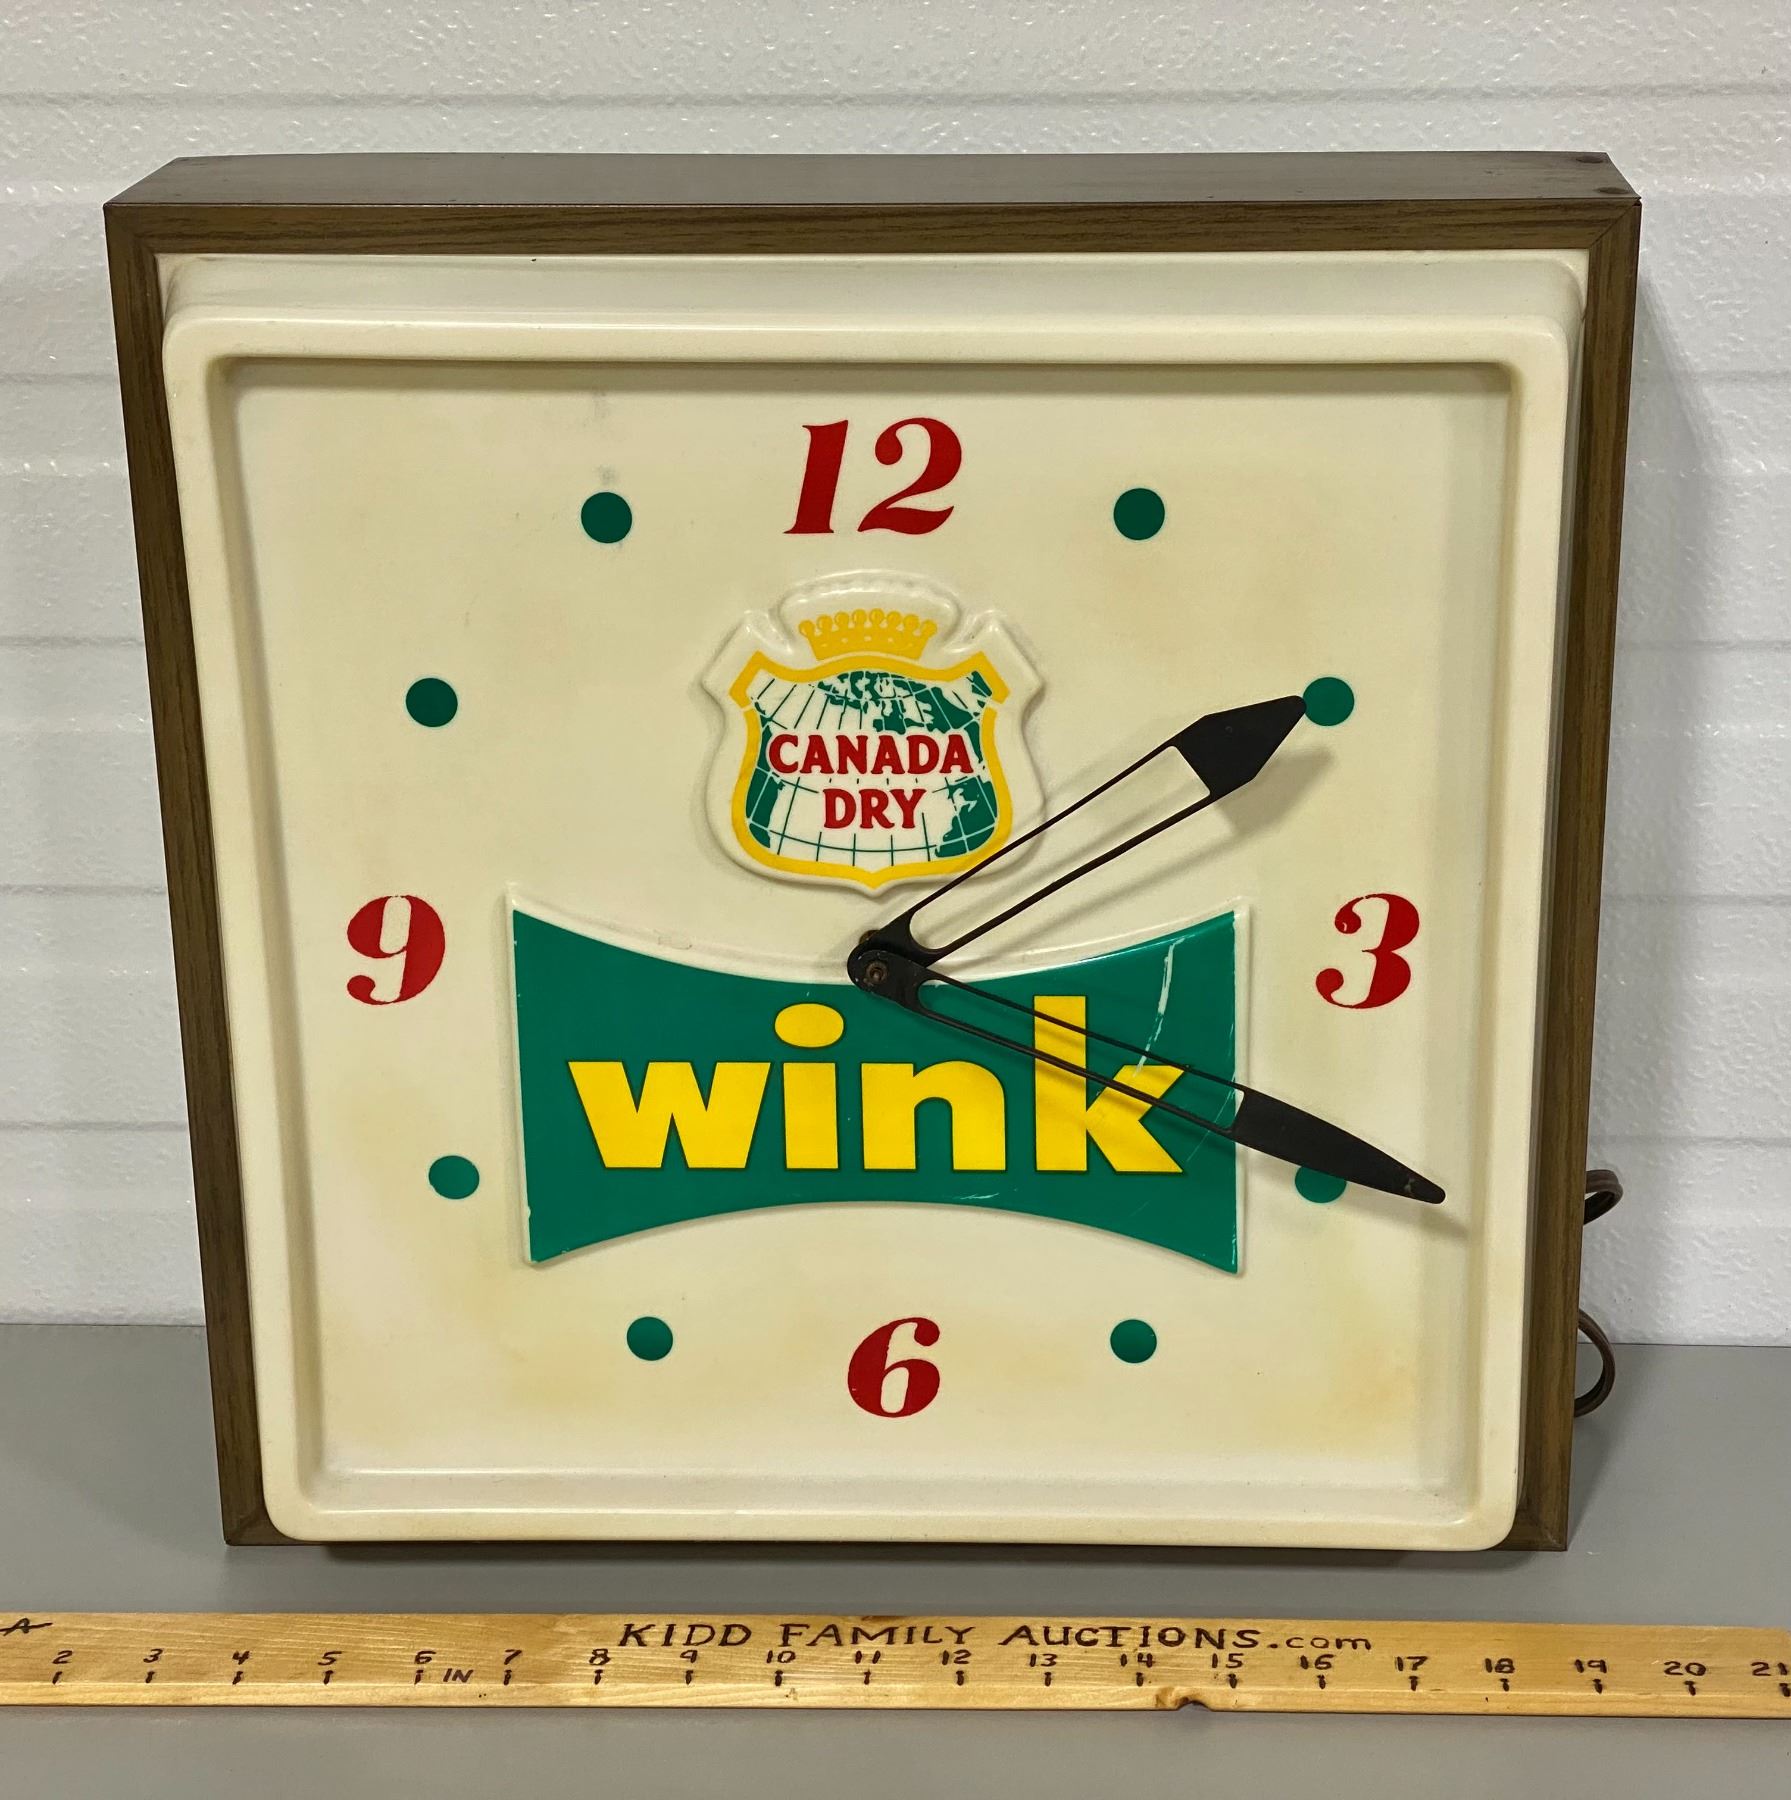 12
CANADA
DRY
9
3
wink
6
KIDD FAMILY AUCTIONS.com
2 3 4 5 6 IN 7 8 9 10 11 12 13 14 15 16 17 18 19 20 21